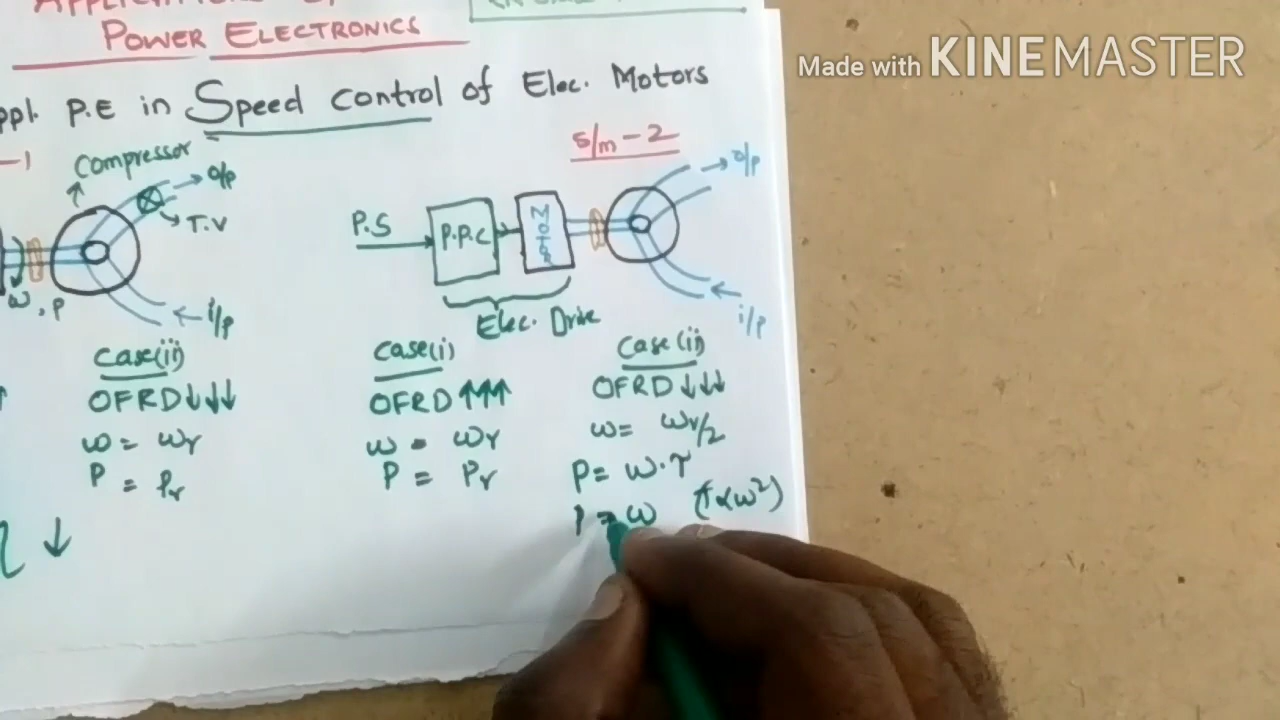 POWER ELECTRONICS
Made with KINEMASTER
P.E in Speed control of Elec. Motors
-1
Compressor
o/p
T.V
ω, P
i/p
S/m-2
P.S
P.P.C
MOTOR
o/p
i/p
Elec. Drive
Case(ii)
OFRD↓↓↓
ω = ωr
P = Pr
η ↓
Case(i)
OFRD↑↑↑
ω = ωr
P = Pr
Case(ii)
OFRD↓↓↓
ω = ωr/2
P = ω.τ
(τ∝ω²)
ω